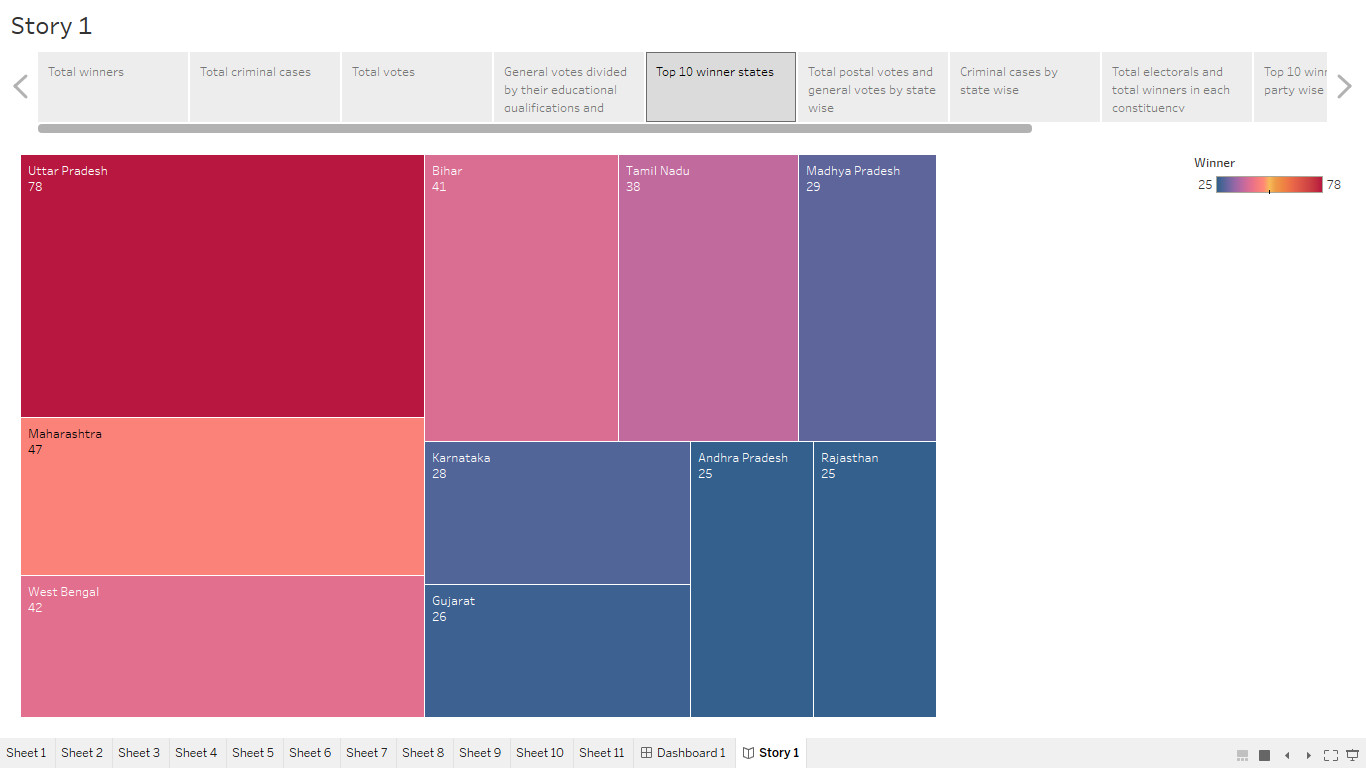 Story 1
Total winners
Total criminal cases
Total votes
General votes divided
by their educational
qualifications and
Top 10 winner states
Total postal votes and
general votes by state
wise
Criminal cases by
state wise
Total electorals and
total winners in each
constituency
Top 10 winn
party wise
Uttar Pradesh
78
Bihar
41
Tamil Nadu
38
Madhya Pradesh
29
Winner
25 78
Maharashtra
47
Karnataka
28
Andhra Pradesh
25
Rajasthan
25
West Bengal
42
Gujarat
26
Sheet 1 Sheet 2 Sheet 3 Sheet 4 Sheet 5 Sheet 6 Sheet 7 Sheet 8 Sheet 9 Sheet 10 Sheet 11 Dashboard 1 Story 1